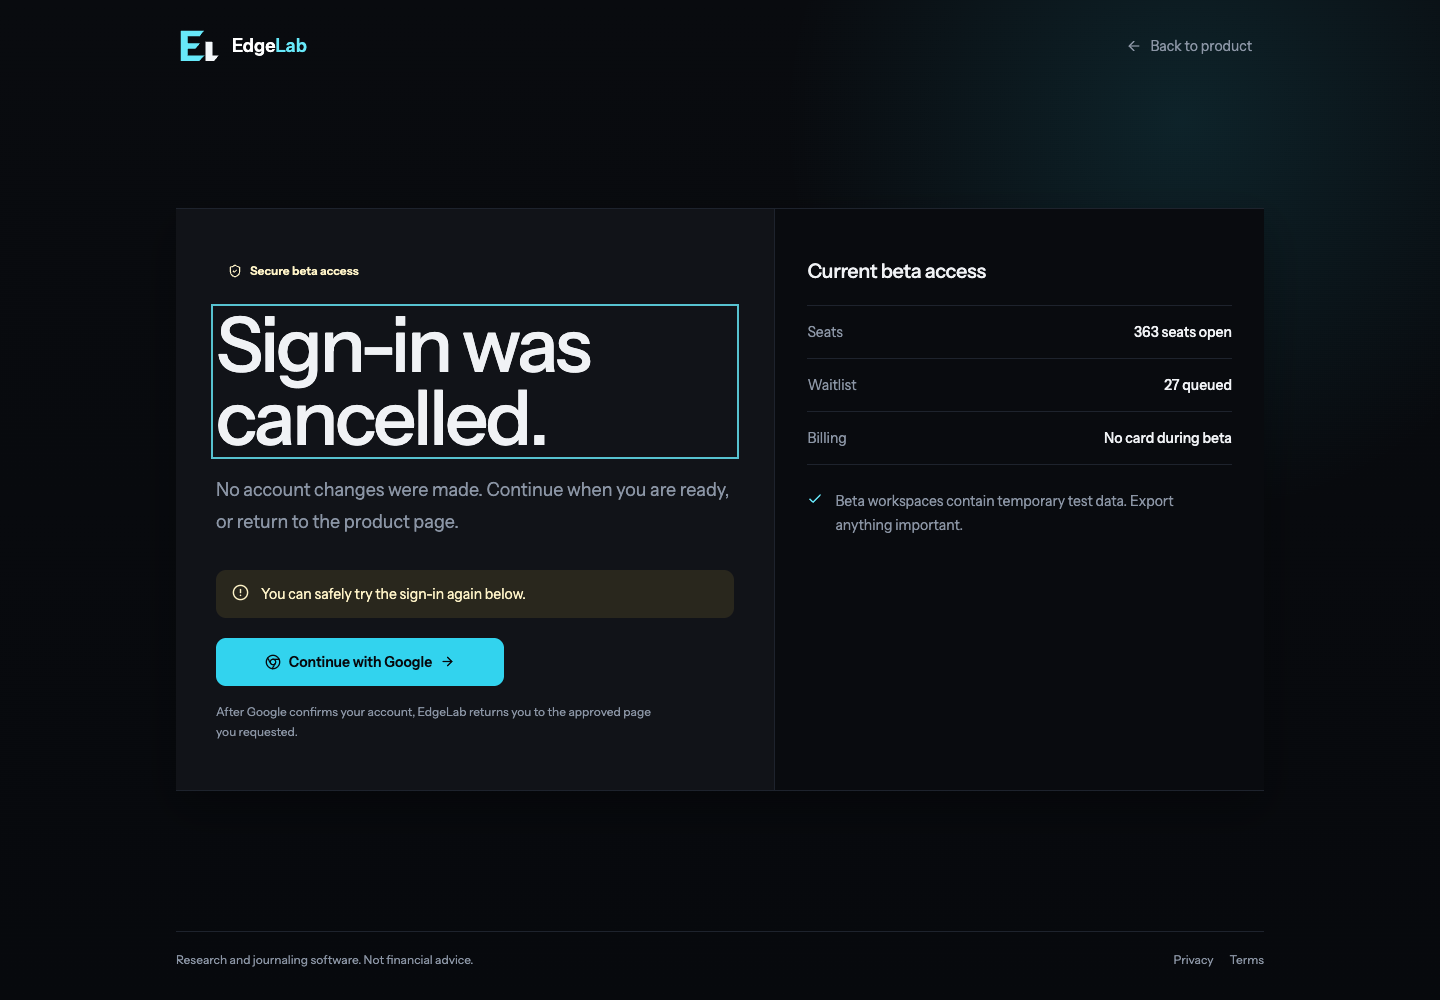 EL EdgeLab
Back to product
Secure beta access
Sign-in was
cancelled.
No account changes were made. Continue when you are ready,
or return to the product page.
You can safely try the sign-in again below.
Continue with Google
After Google confirms your account, EdgeLab returns you to the approved page
you requested.
Current beta access
Seats 363 seats open
Waitlist 27 queued
Billing No card during beta
Beta workspaces contain temporary test data. Export
anything important.
Research and journaling software. Not financial advice.
Privacy Terms